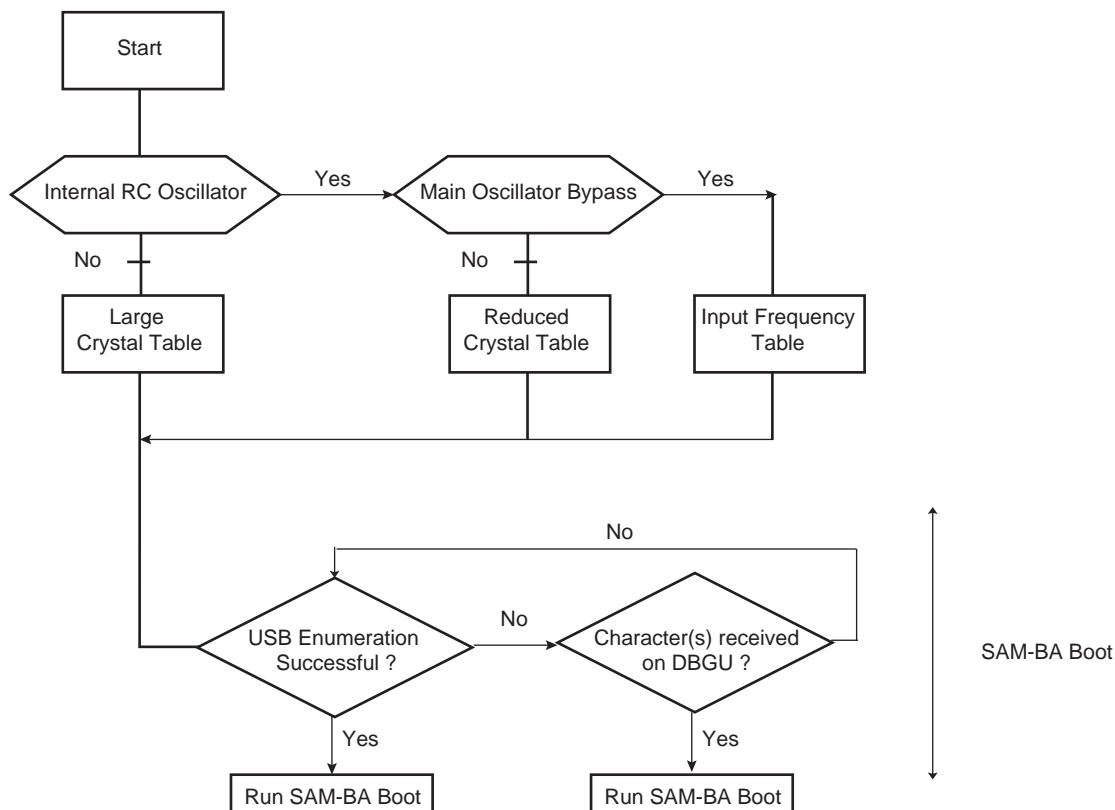 Start
Internal RC Oscillator
Yes
Main Oscillator Bypass
Yes
No
No
Large
Crystal Table
Reduced
Crystal Table
Input Frequency
Table
No
USB Enumeration
Successful ?
No
Character(s) received
on DBGU ?
SAM-BA Boot
Yes
Yes
Run SAM-BA Boot
Run SAM-BA Boot